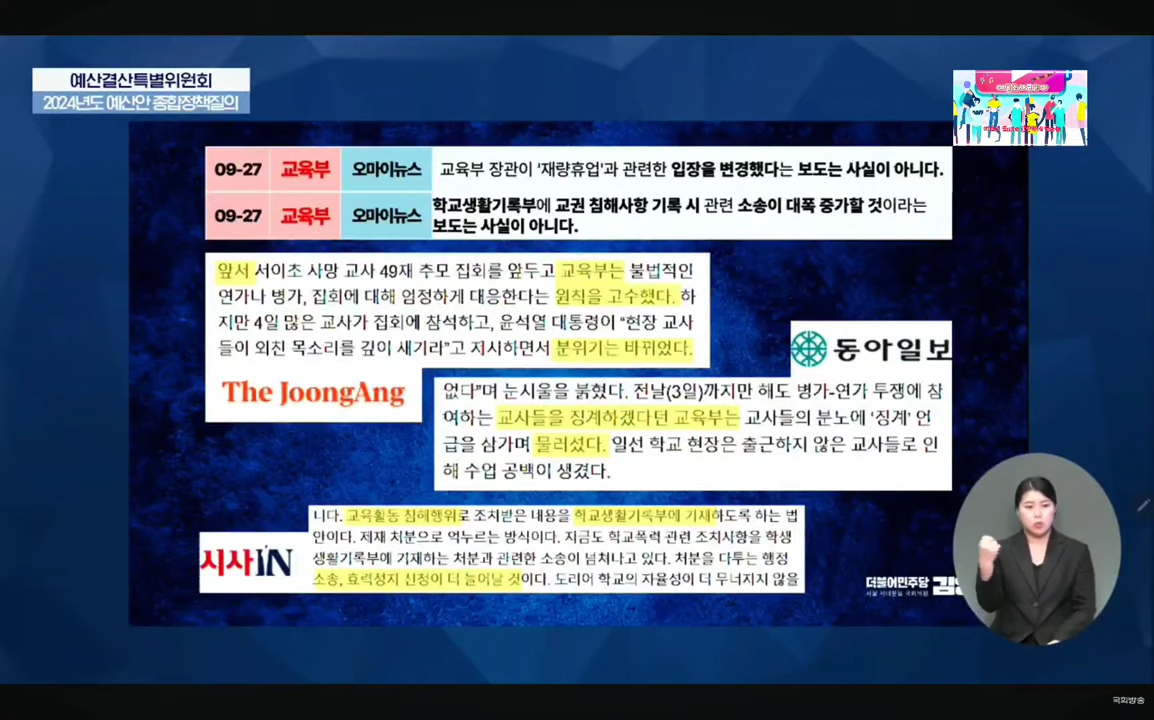 예산결산특별위원회
2024년도 예산안 종합정책질의
09-27 교육부 오마이뉴스 교육부 장관이 '재량휴업'과 관련한 입장을 변경했다는 보도는 사실이 아니다.
09-27 교육부 오마이뉴스 학교생활기록부에 교권 침해사항 기록 시 관련 소송이 대폭 증가할 것이라는
보도는 사실이 아니다.
앞서 서이초 사망 교사 49재 추모 집회를 앞두고 교육부는 불법적인
연가나 병가, 집회에 대해 엄정하게 대응한다는 원칙을 고수했다. 하
지만 4일 많은 교사가 집회에 참석하고, 윤석열 대통령이 “현장 교사
들이 외친 목소리를 깊이 새기라”고 지시하면서 분위기는 바뀌었다.
The JoongAng
동아일보
없다”며 눈시울을 붉혔다. 전날(3일)까지만 해도 병가-연가 투쟁에 참
여하는 교사들을 징계하겠다던 교육부는 교사들의 분노에 ‘징계’ 언
급을 삼가며 물러섰다. 일선 학교 현장은 출근하지 않은 교사들로 인
해 수업 공백이 생겼다.
시사IN
니다. 교육활동 침해행위로 조치받은 내용을 학교생활기록부에 기재하도록 하는 법
안이다. 제재 처분으로 억누르는 방식이다. 지금도 학교폭력 관련 조치사항을 학생
생활기록부에 기재하는 처분과 관련한 소송이 넘쳐나고 있다. 처분을 다투는 행정
소송, 효력정지 신청이 더 늘어날 것이다. 도리어 학교의 자율성이 더 무너지지 않을
더불어민주당
서울 서대문을 국회의원
국회방송